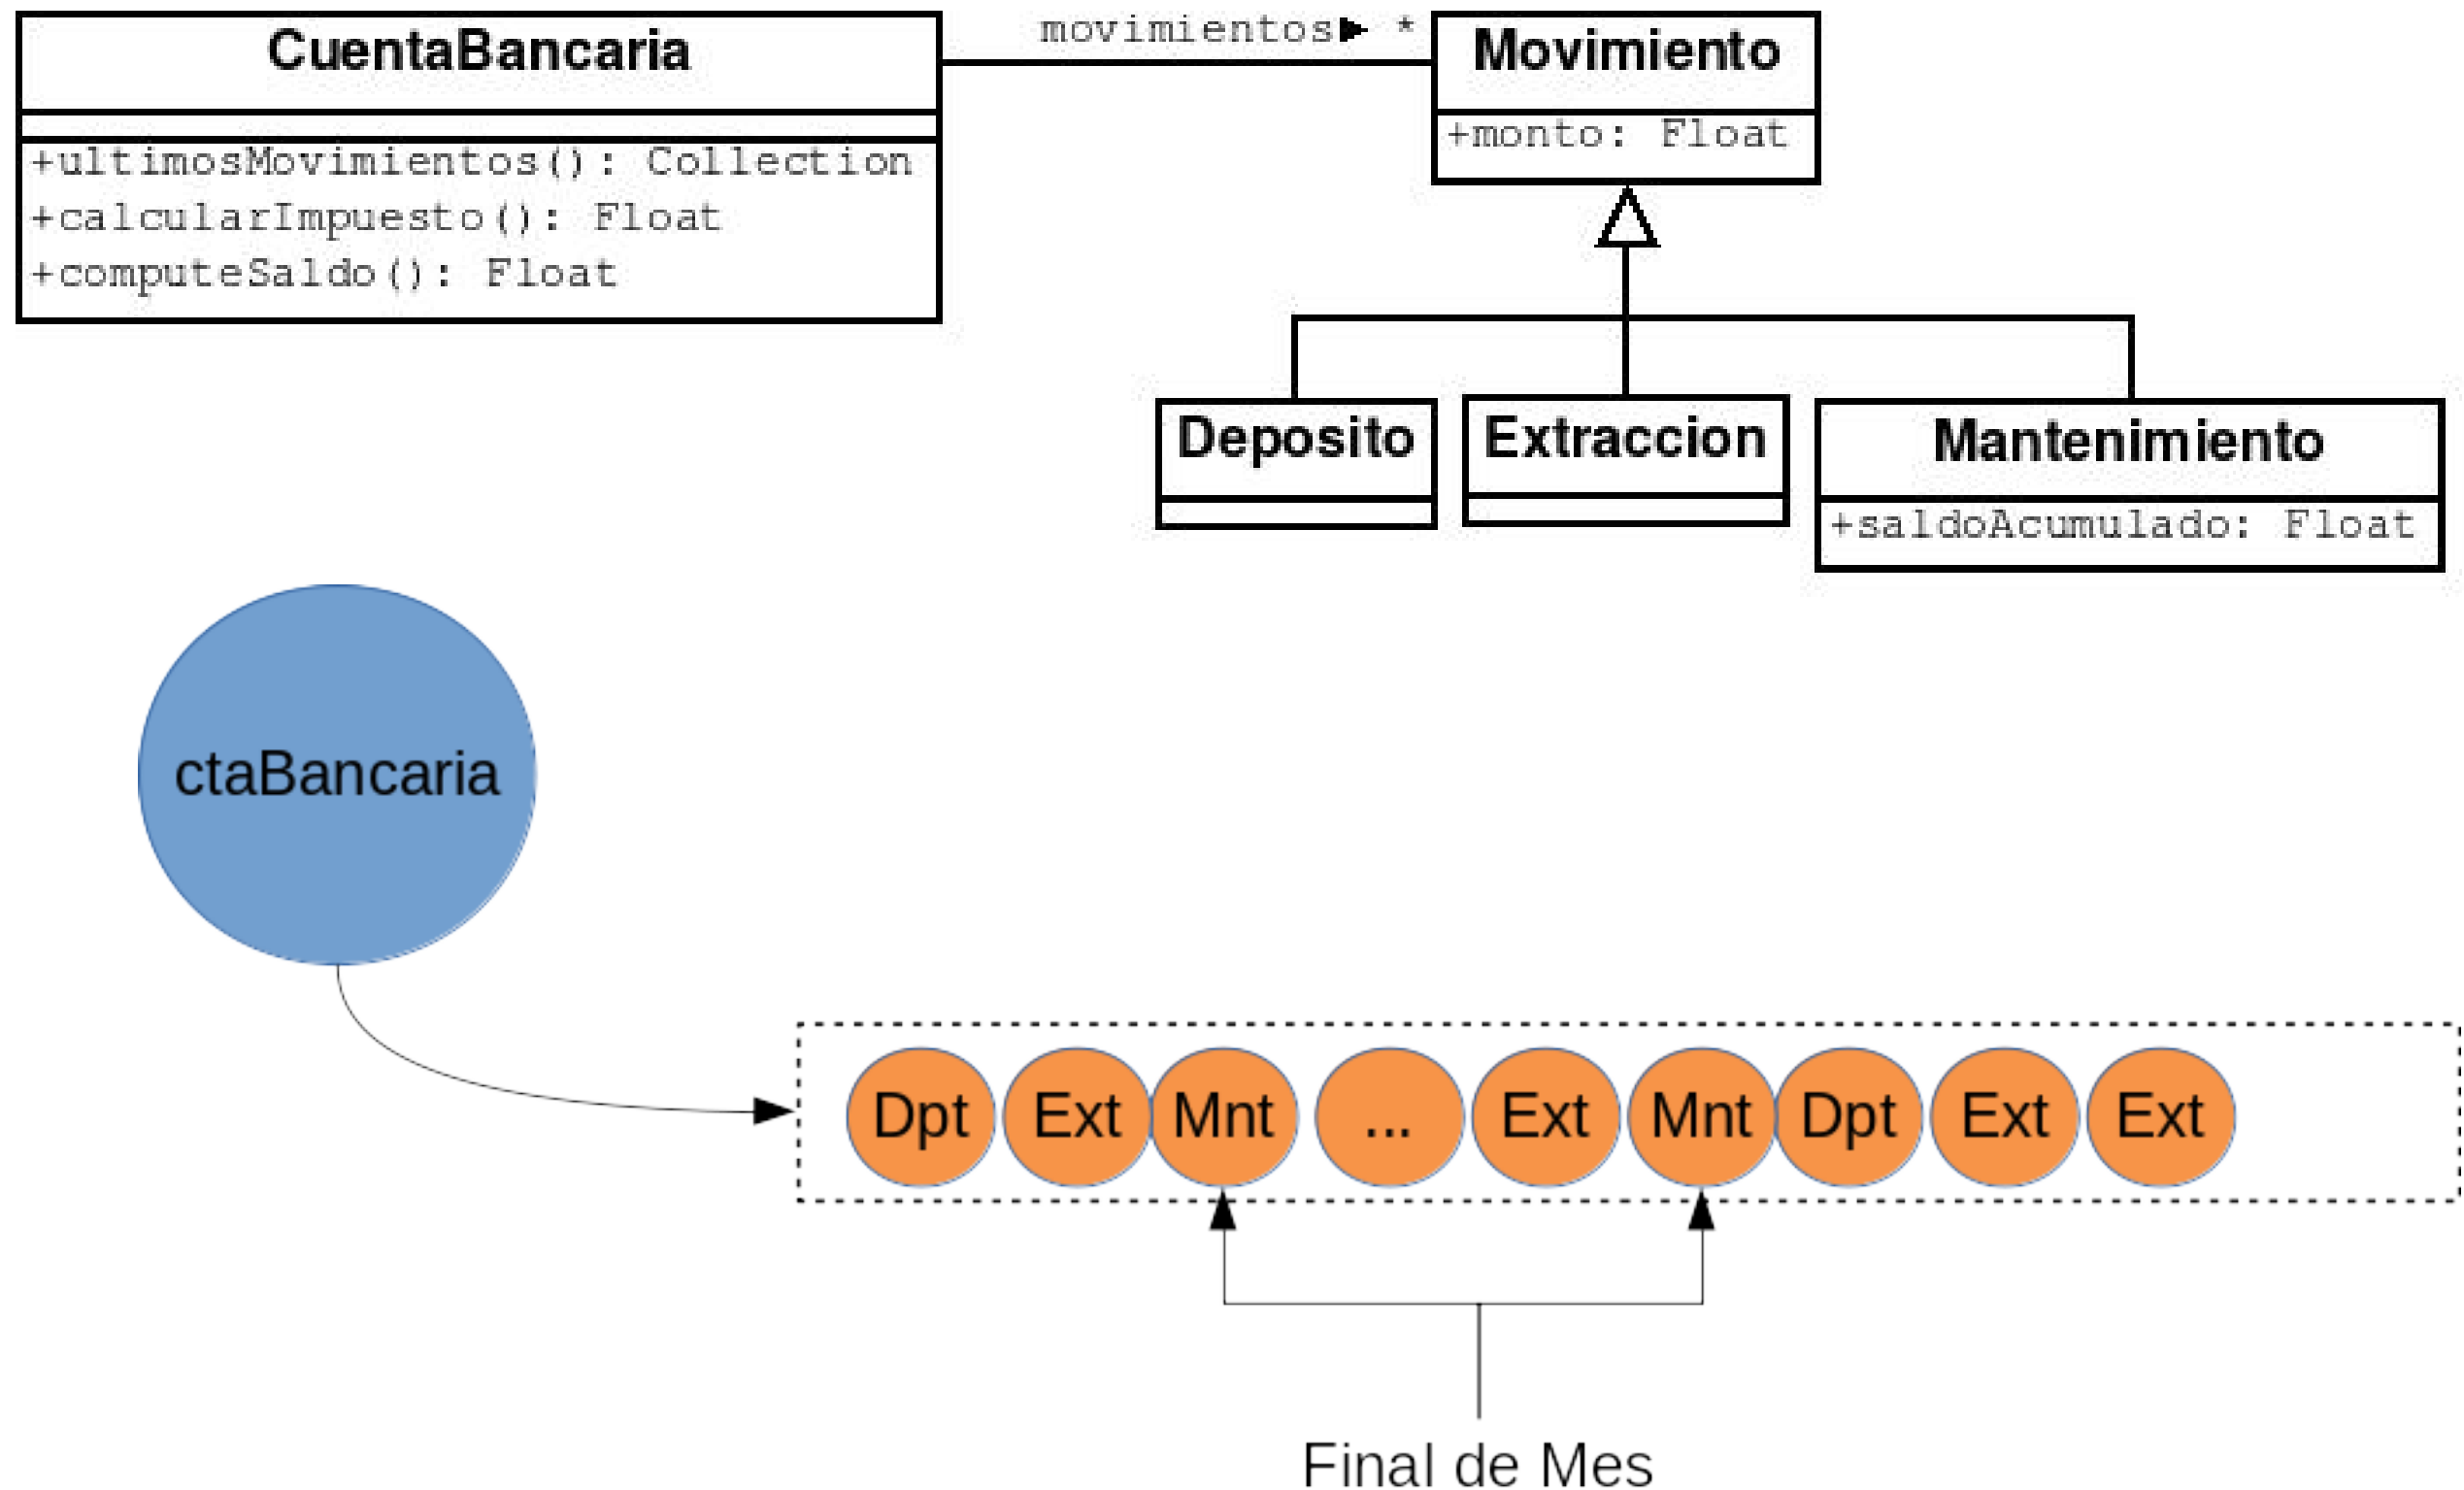 CuentaBancaria
+ultimosMovimientos(): Collection
+calcularImpuesto(): Float
+computeSaldo(): Float
movimientos▶ *
Movimiento
+monto: Float
Deposito
Extraccion
Mantenimiento
+saldoAcumulado: Float
ctaBancaria
Dpt Ext Mnt ... Ext Mnt Dpt Ext Ext
Final de Mes